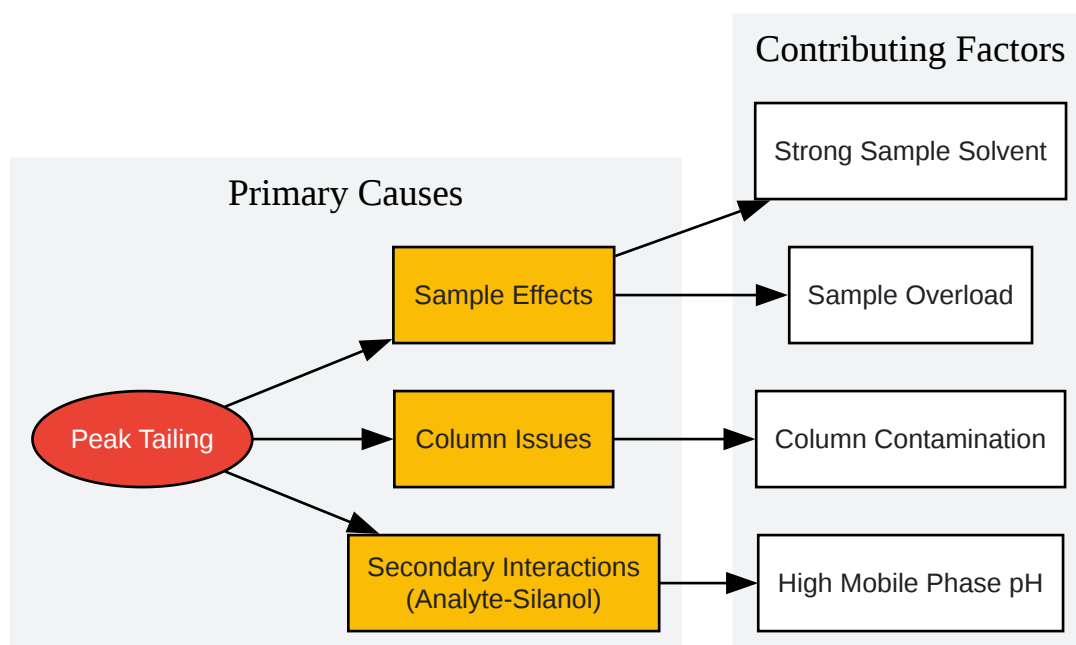 Primary Causes
Peak Tailing
Sample Effects
Column Issues
Secondary Interactions
(Analyte-Silanol)
Contributing Factors
Strong Sample Solvent
Sample Overload
Column Contamination
High Mobile Phase pH